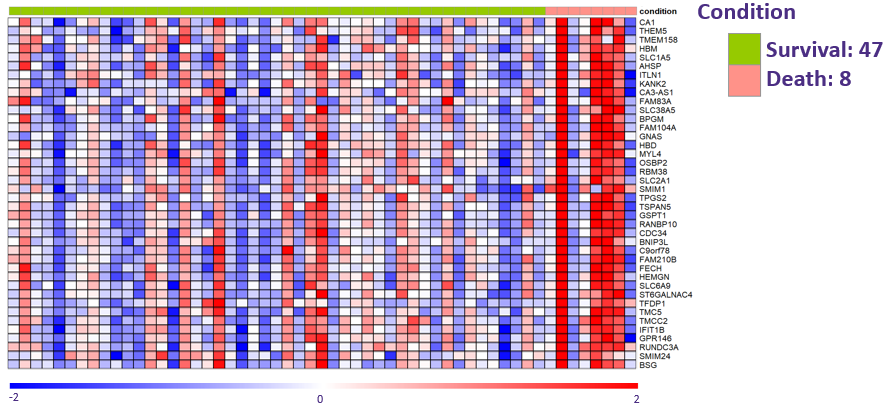 condition
Condition
Survival: 47
Death: 8
CA1
THEM5
TMEM158
HBM
SLC1A5
AHSP
ITLN1
KANK2
CA3-AS1
FAM83A
SLC38A5
BPGM
FAM104A
GNAS
HBD
MYL4
OSBP2
RBM38
SLC2A1
SMIM1
TPGS2
TSPAN5
GSPT1
RANBP10
CDC34
BNIP3L
C9orf78
FAM210B
FECH
HEMGN
SLC6A9
ST6GALNAC4
TFDP1
TMC5
TMCC2
IFIT1B
GPR146
RUNDC3A
SMIM24
BSG
-2 0 2